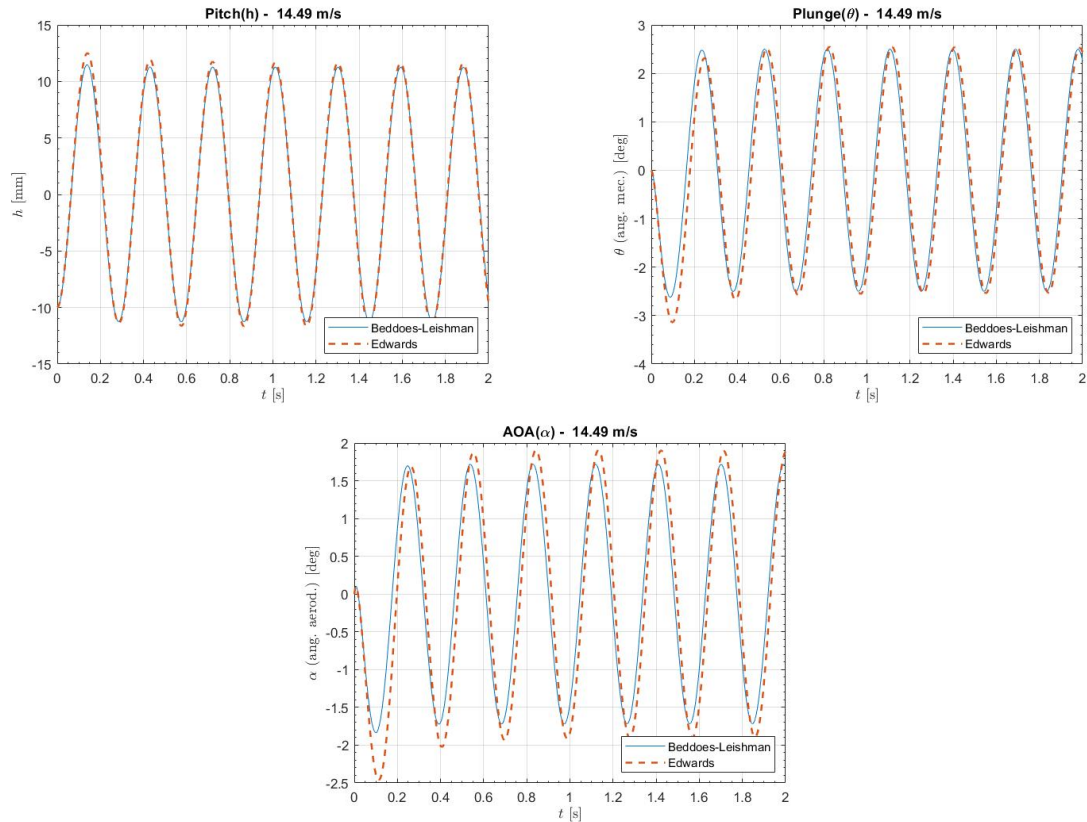 Pitch(h) - 14.49 m/s
15
10
5
0
-5
-10
-15
h [mm]
0 0.2 0.4 0.6 0.8 1 1.2 1.4 1.6 1.8 2
t [s]
Beddoes-Leishman
Edwards
Plunge(θ) - 14.49 m/s
3
2
1
0
-1
-2
-3
-4
θ (ang. mec.) [deg]
0 0.2 0.4 0.6 0.8 1 1.2 1.4 1.6 1.8 2
t [s]
Beddoes-Leishman
Edwards
AOA(α) - 14.49 m/s
2
1.5
1
0.5
0
-0.5
-1
-1.5
-2
-2.5
α (ang. aerod.) [deg]
0 0.2 0.4 0.6 0.8 1 1.2 1.4 1.6 1.8 2
t [s]
Beddoes-Leishman
Edwards